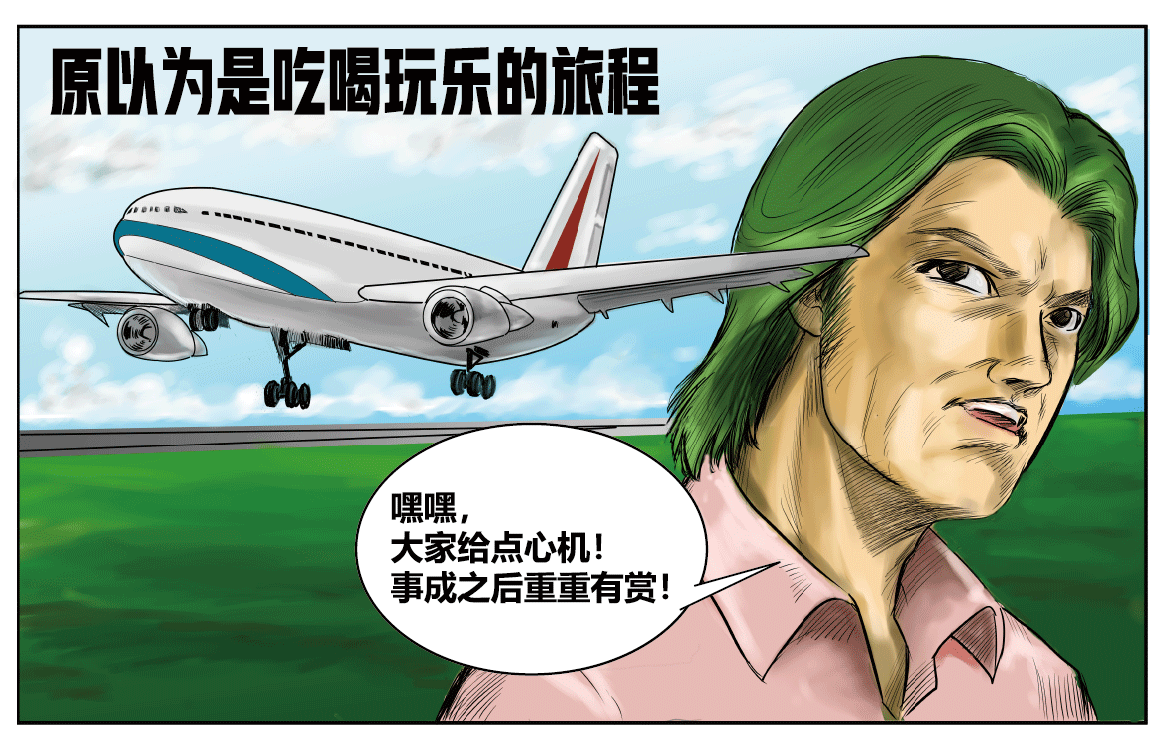 原以为是吃喝玩乐的旅程
嘿嘿，
大家给点心机！
事成之后重重有赏！